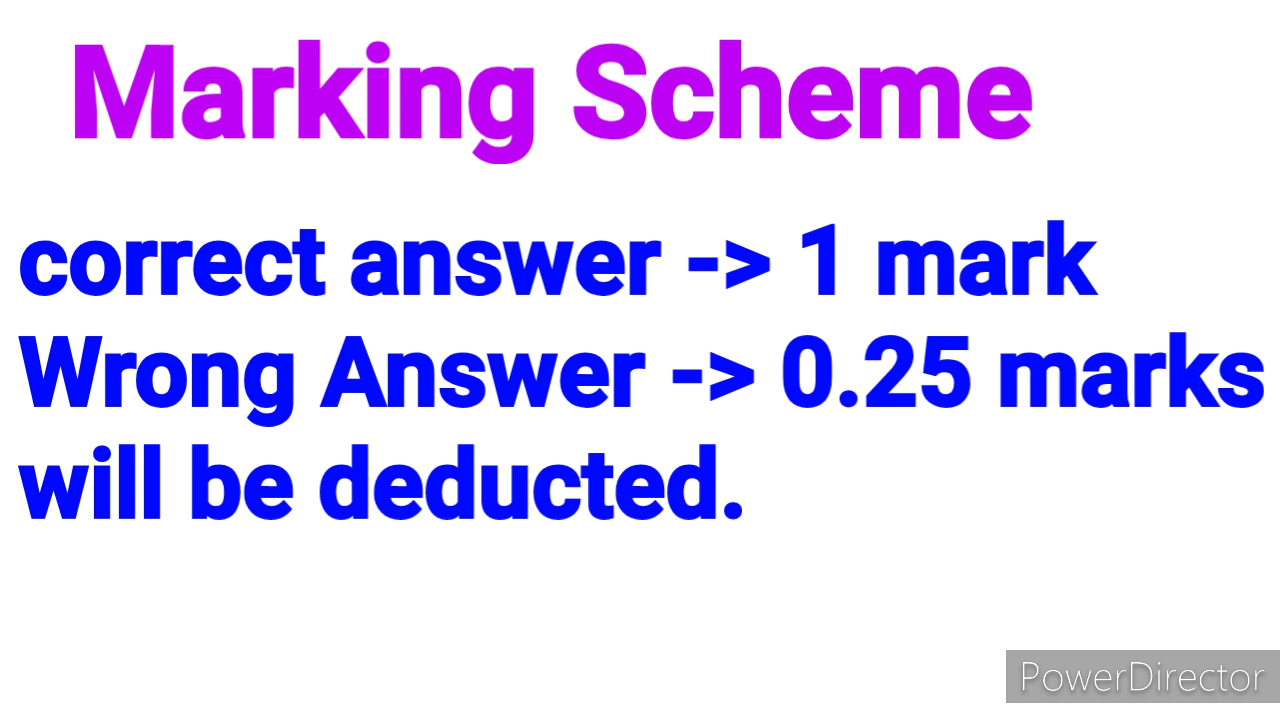 Marking Scheme
correct answer -> 1 mark
Wrong Answer -> 0.25 marks
will be deducted.
PowerDirector